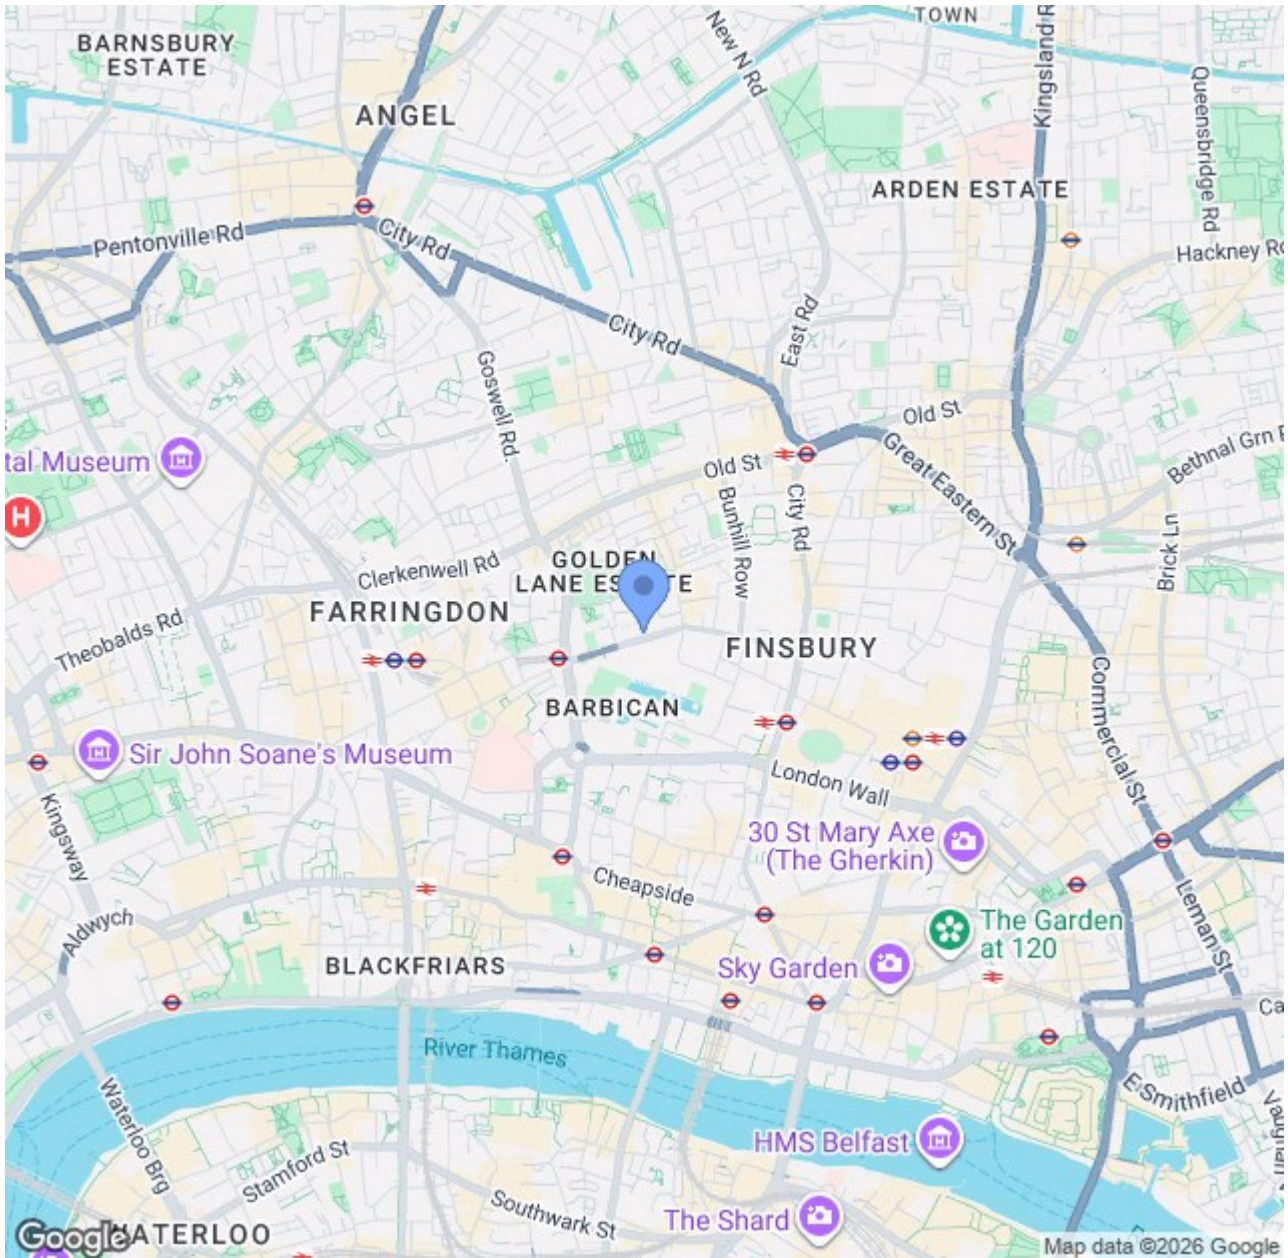 TOWN
BARNSBURY
ESTATE
New N Rd
Kingsland R
Queensbridge Rd
ANGEL
ARDEN ESTATE
Pentonville Rd
City Rd
Hackney Ro
City Rd
East Rd
Goswell Rd.
Old St
Great Eastern St
Bethnal Grn R
tal Museum
Old St
H
Bunhill Row
City Rd
Brick Ln
GOLDEN
LANE ES TE
Clerkenwell Rd
FARRINGDON
Theobalds Rd
FINSBURY
BARBICAN
Commercial St
Sir John Soane's Museum
London Wall
Kingsway
30 St Mary Axe
(The Gherkin)
Cheapside
Leman St
Aldwych
The Garden
at 120
BLACKFRIARS
Sky Garden
Ca
River Thames
E Smithfield
Waterloo Brg
HMS Belfast
Stamford St
Southwark St
The Shard
Google
WATERLOO
Map data ©2026 Google